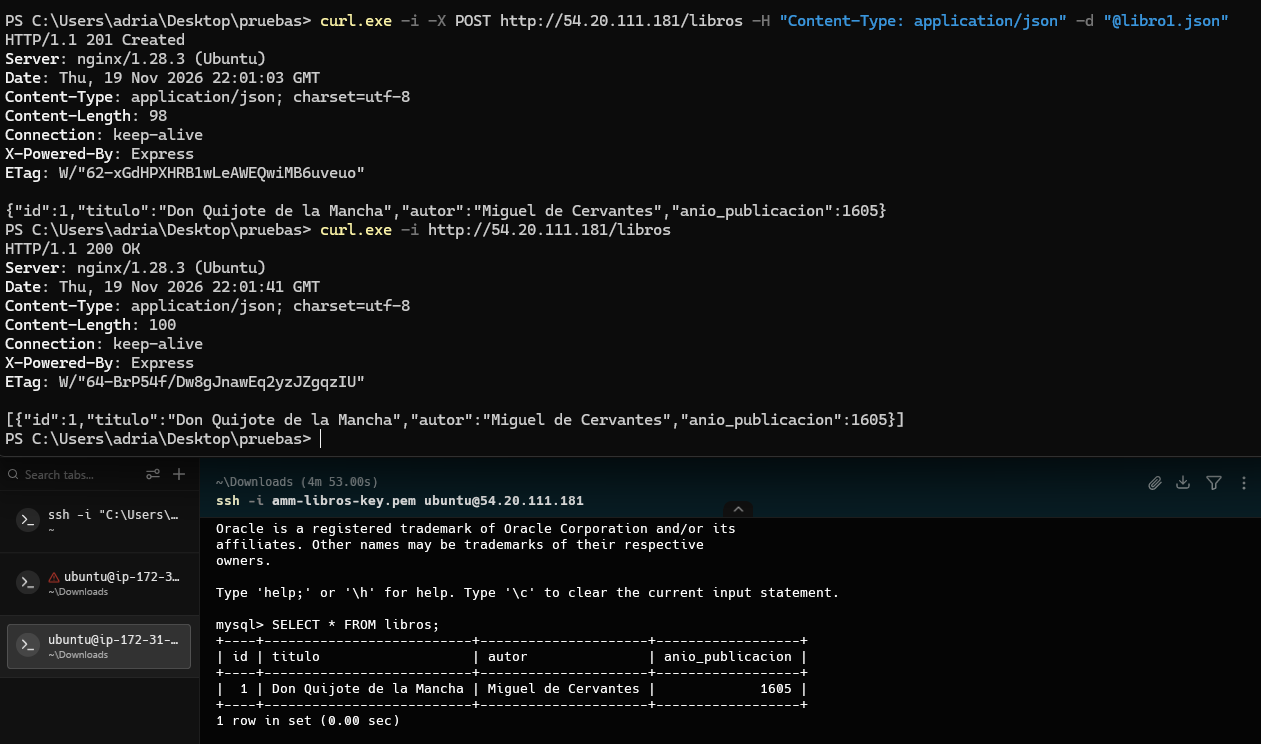 PS C:\Users\adria\Desktop\pruebas> curl.exe -i -X POST http://54.20.111.181/libros -H "Content-Type: application/json" -d "@libro1.json"
HTTP/1.1 201 Created
Server: nginx/1.28.3 (Ubuntu)
Date: Thu, 19 Nov 2026 22:01:03 GMT
Content-Type: application/json; charset=utf-8
Content-Length: 98
Connection: keep-alive
X-Powered-By: Express
ETag: W/"62-xGdHPXHRB1wLeAWEQwiMB6uveuo"

{"id":1,"titulo":"Don Quijote de la Mancha","autor":"Miguel de Cervantes","anio_publicacion":1605}
PS C:\Users\adria\Desktop\pruebas> curl.exe -i http://54.20.111.181/libros
HTTP/1.1 200 OK
Server: nginx/1.28.3 (Ubuntu)
Date: Thu, 19 Nov 2026 22:01:41 GMT
Content-Type: application/json; charset=utf-8
Content-Length: 100
Connection: keep-alive
X-Powered-By: Express
ETag: W/"64-BrP54f/Dw8gJnawEq2yzJZgqzIU"

[{"id":1,"titulo":"Don Quijote de la Mancha","autor":"Miguel de Cervantes","anio_publicacion":1605}]
PS C:\Users\adria\Desktop\pruebas>
Search tabs...
ssh -i "C:\Users\...
~
ubuntu@ip-172-3...
~\Downloads
ubuntu@ip-172-31-...
~\Downloads
~\Downloads (4m 53.00s)
ssh -i amm-libros-key.pem ubuntu@54.20.111.181
Oracle is a registered trademark of Oracle Corporation and/or its
affiliates. Other names may be trademarks of their respective
owners.

Type 'help;' or '\h' for help. Type '\c' to clear the current input statement.

mysql> SELECT * FROM libros;
+----+--------------------------+---------------------+------------------+
| id | titulo                   | autor               | anio_publicacion |
+----+--------------------------+---------------------+------------------+
|  1 | Don Quijote de la Mancha | Miguel de Cervantes |             1605 |
+----+--------------------------+---------------------+------------------+
1 row in set (0.00 sec)